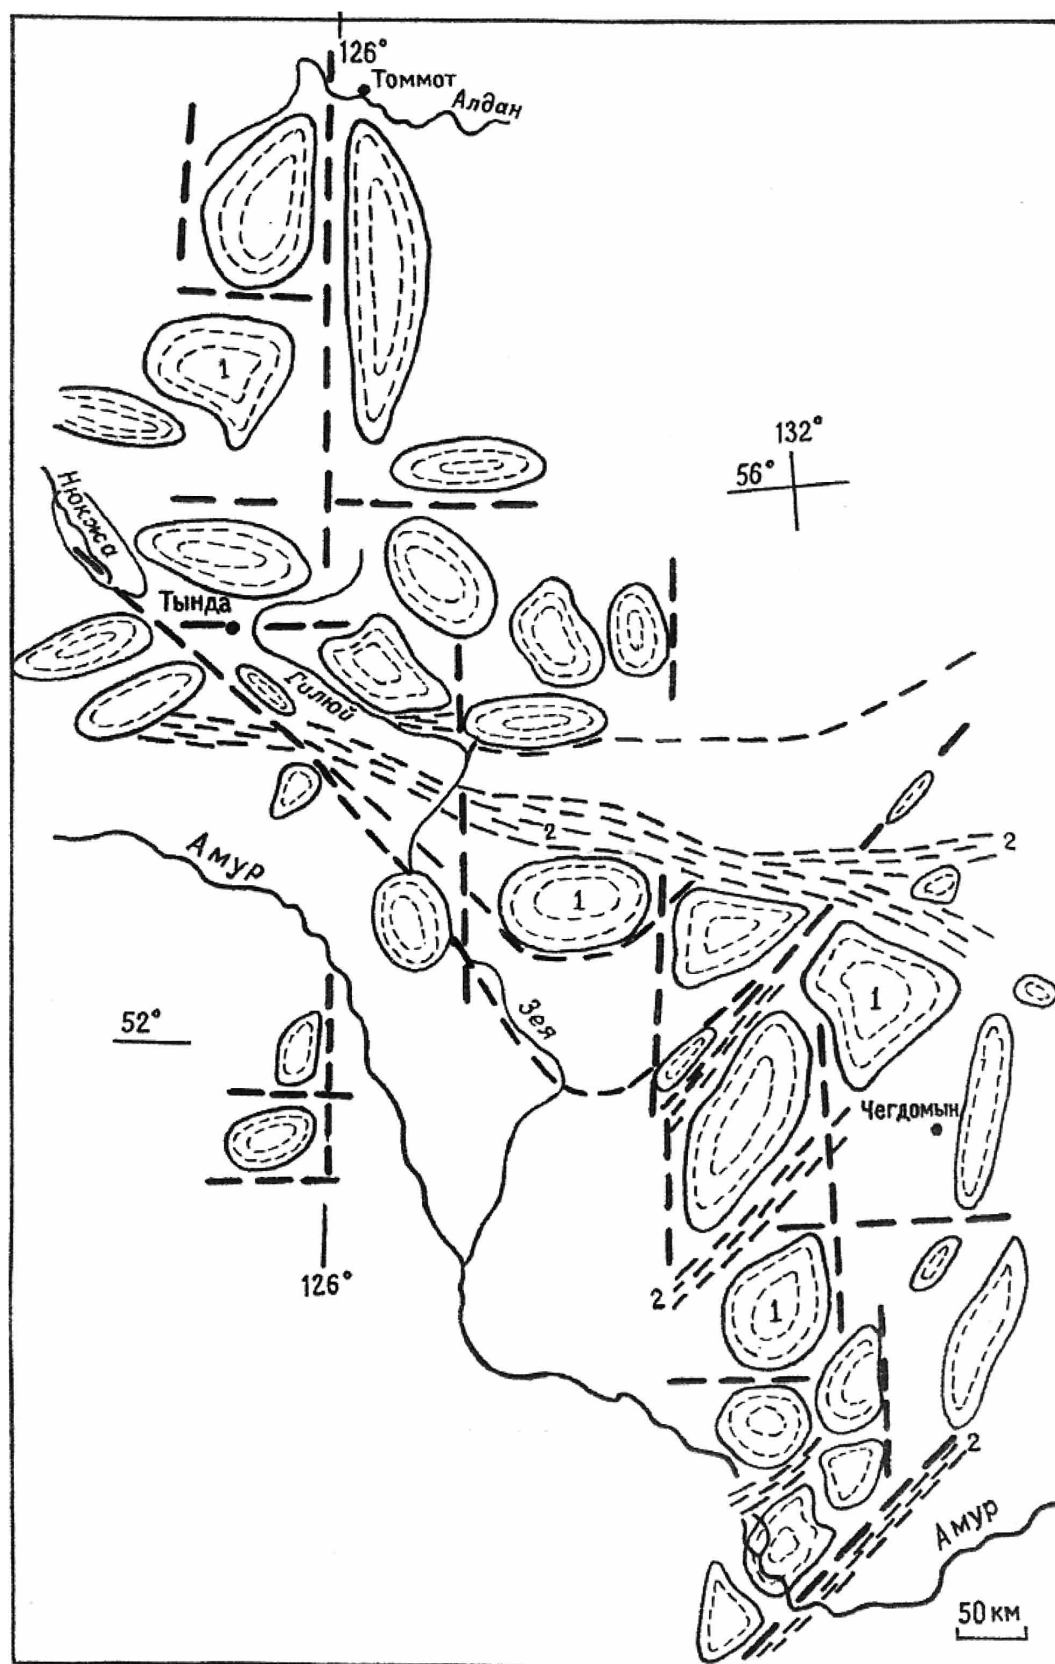 126°
Томмот
Алдан
1
132°
56°
Нюкжа
Тында
Гилюй
2
2
Амур
1
1
Зея
52°
Чегдомын
126°
2
1
2
Амур
50 км